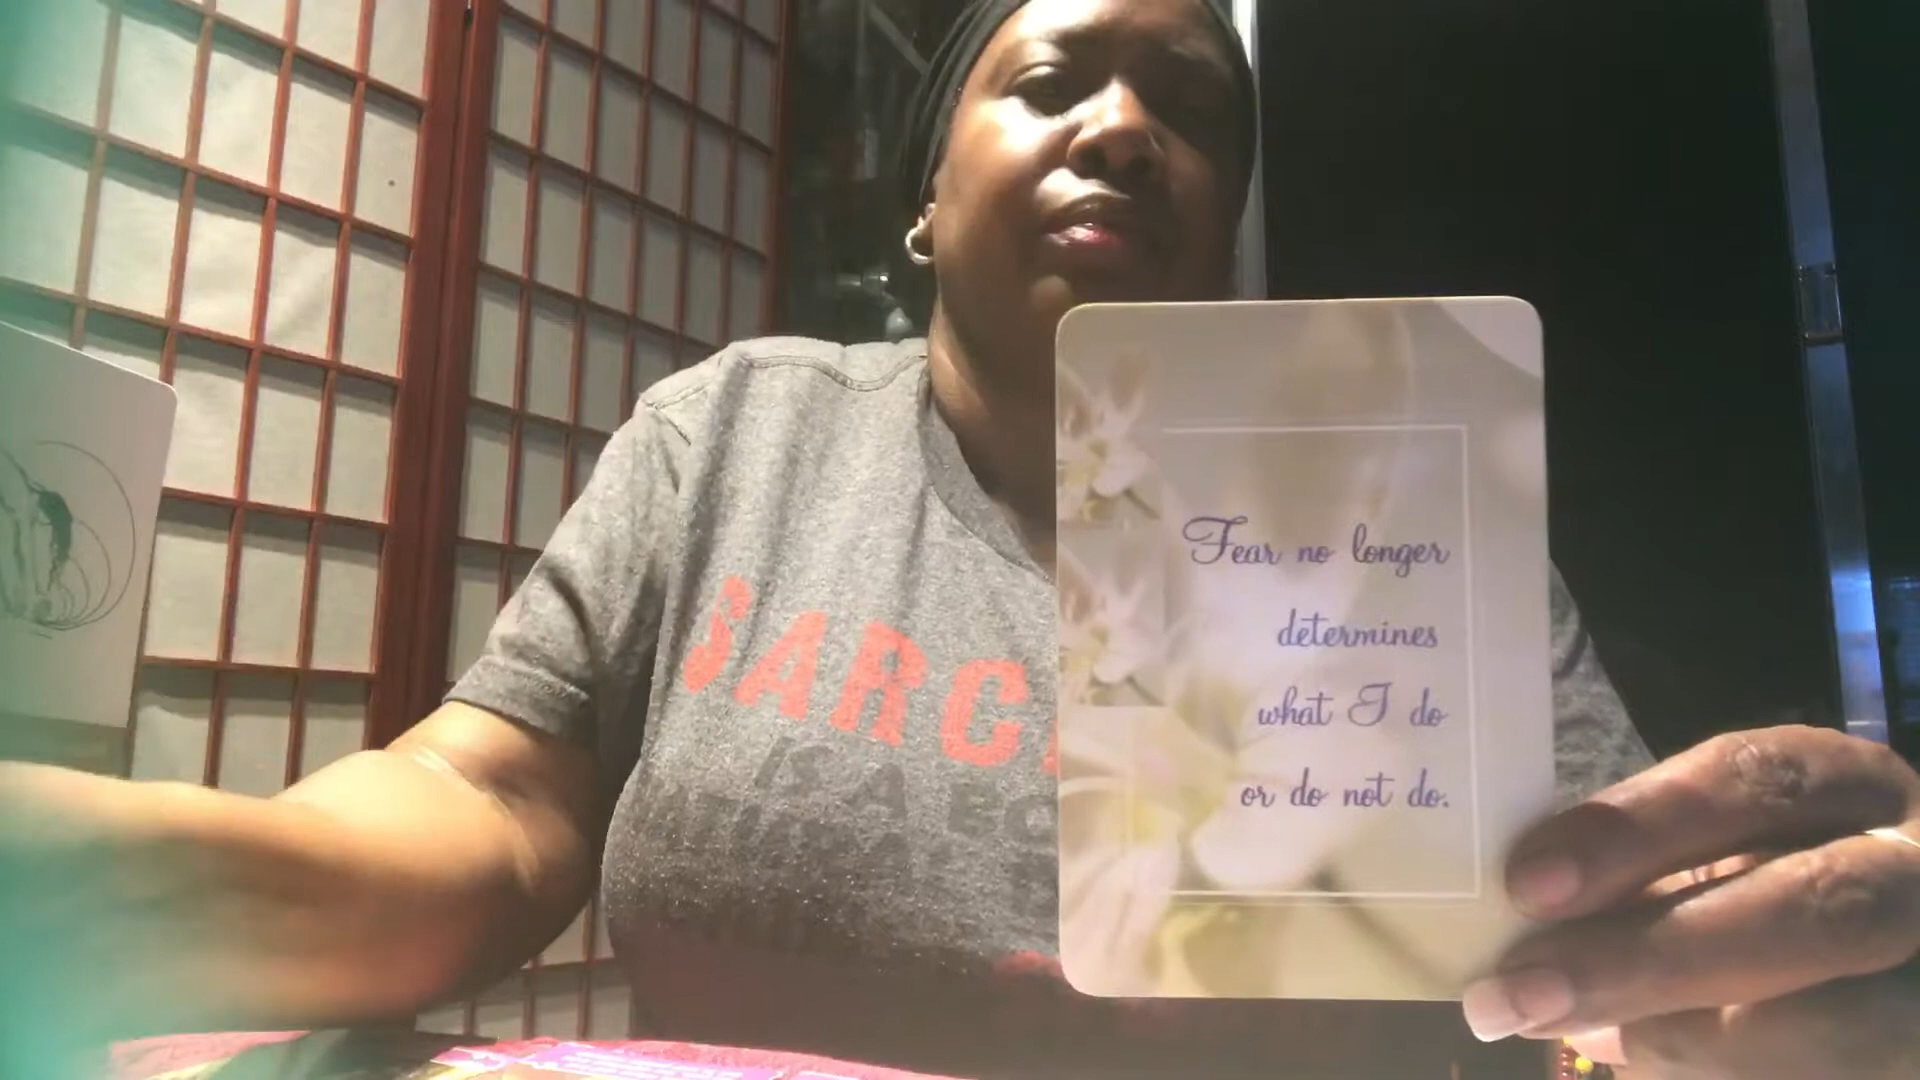 Fear no longer
determines
what I do
or do not do.
SARC
IS A